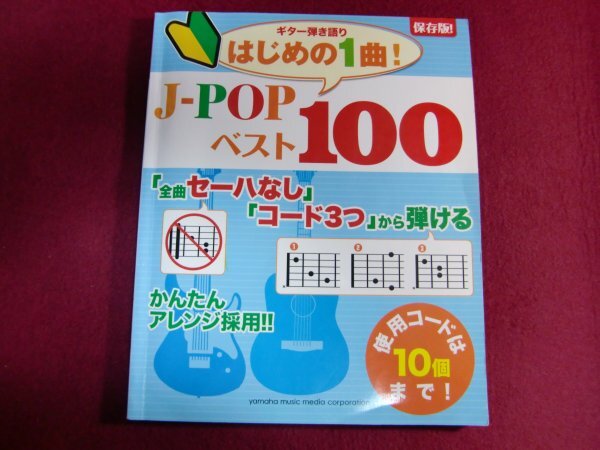 ギター弾き語り
保存版!
はじめの1曲!
J-POP
ベスト100
「全曲セーハなし」
「コード3つ」から弾ける
1 2 3
かんたん
アレンジ採用!!
使用コードは
10個
まで!
yamaha music media corporation